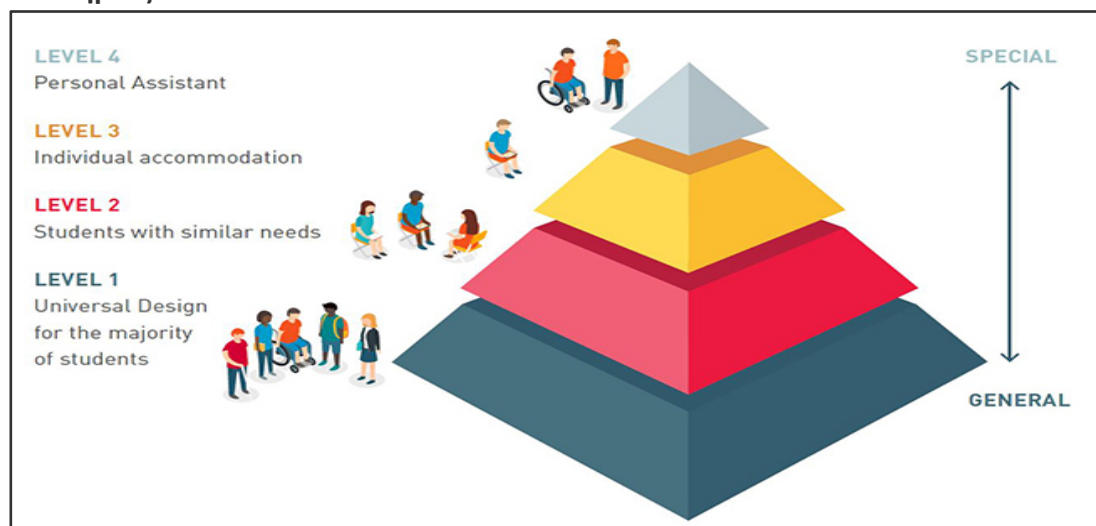 LEVEL 4
Personal Assistant
LEVEL 3
Individual accommodation
LEVEL 2
Students with similar needs
LEVEL 1
Universal Design
for the majority
of students
SPECIAL
GENERAL